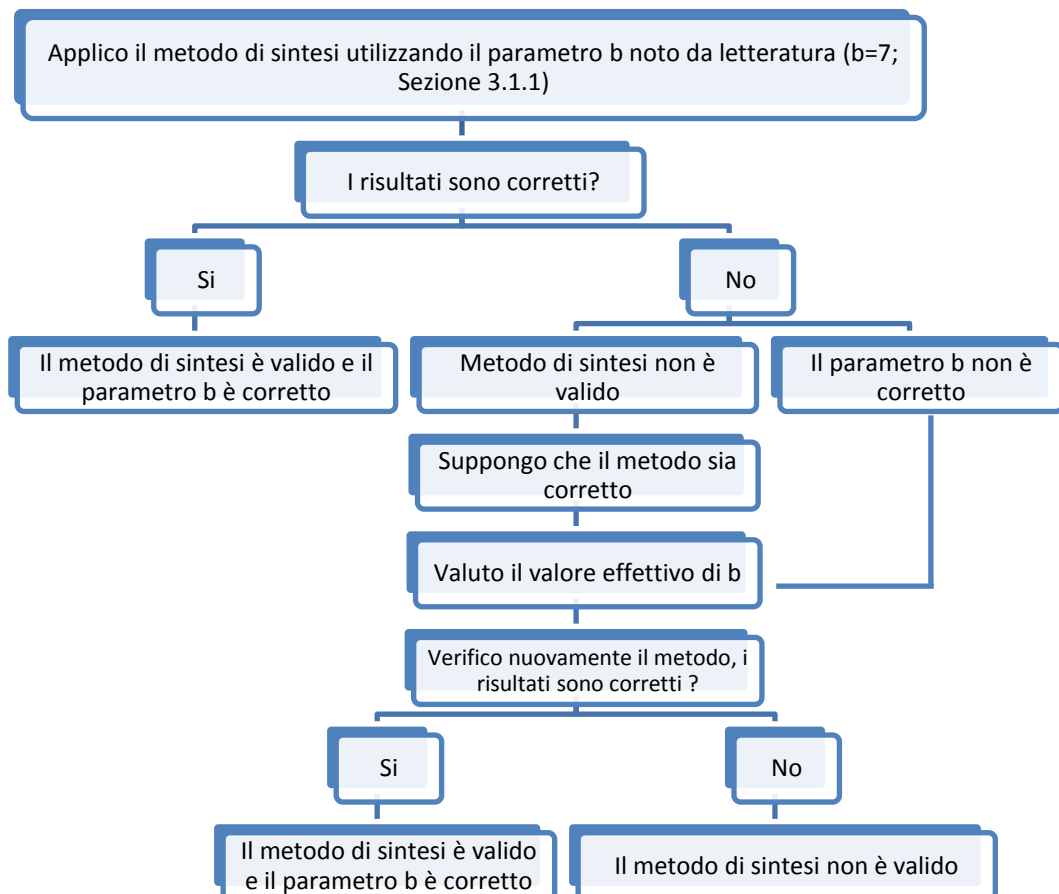 Applico il metodo di sintesi utilizzando il parametro b noto da letteratura (b=7;
Sezione 3.1.1)
I risultati sono corretti?
Si
No
Il metodo di sintesi è valido e il
parametro b è corretto
Metodo di sintesi non è
valido
Il parametro b non è
corretto
Suppongo che il metodo sia
corretto
Valuto il valore effettivo di b
Verifico nuovamente il metodo, i
risultati sono corretti ?
Si
No
Il metodo di sintesi è valido
e il parametro b è corretto
Il metodo di sintesi non è valido